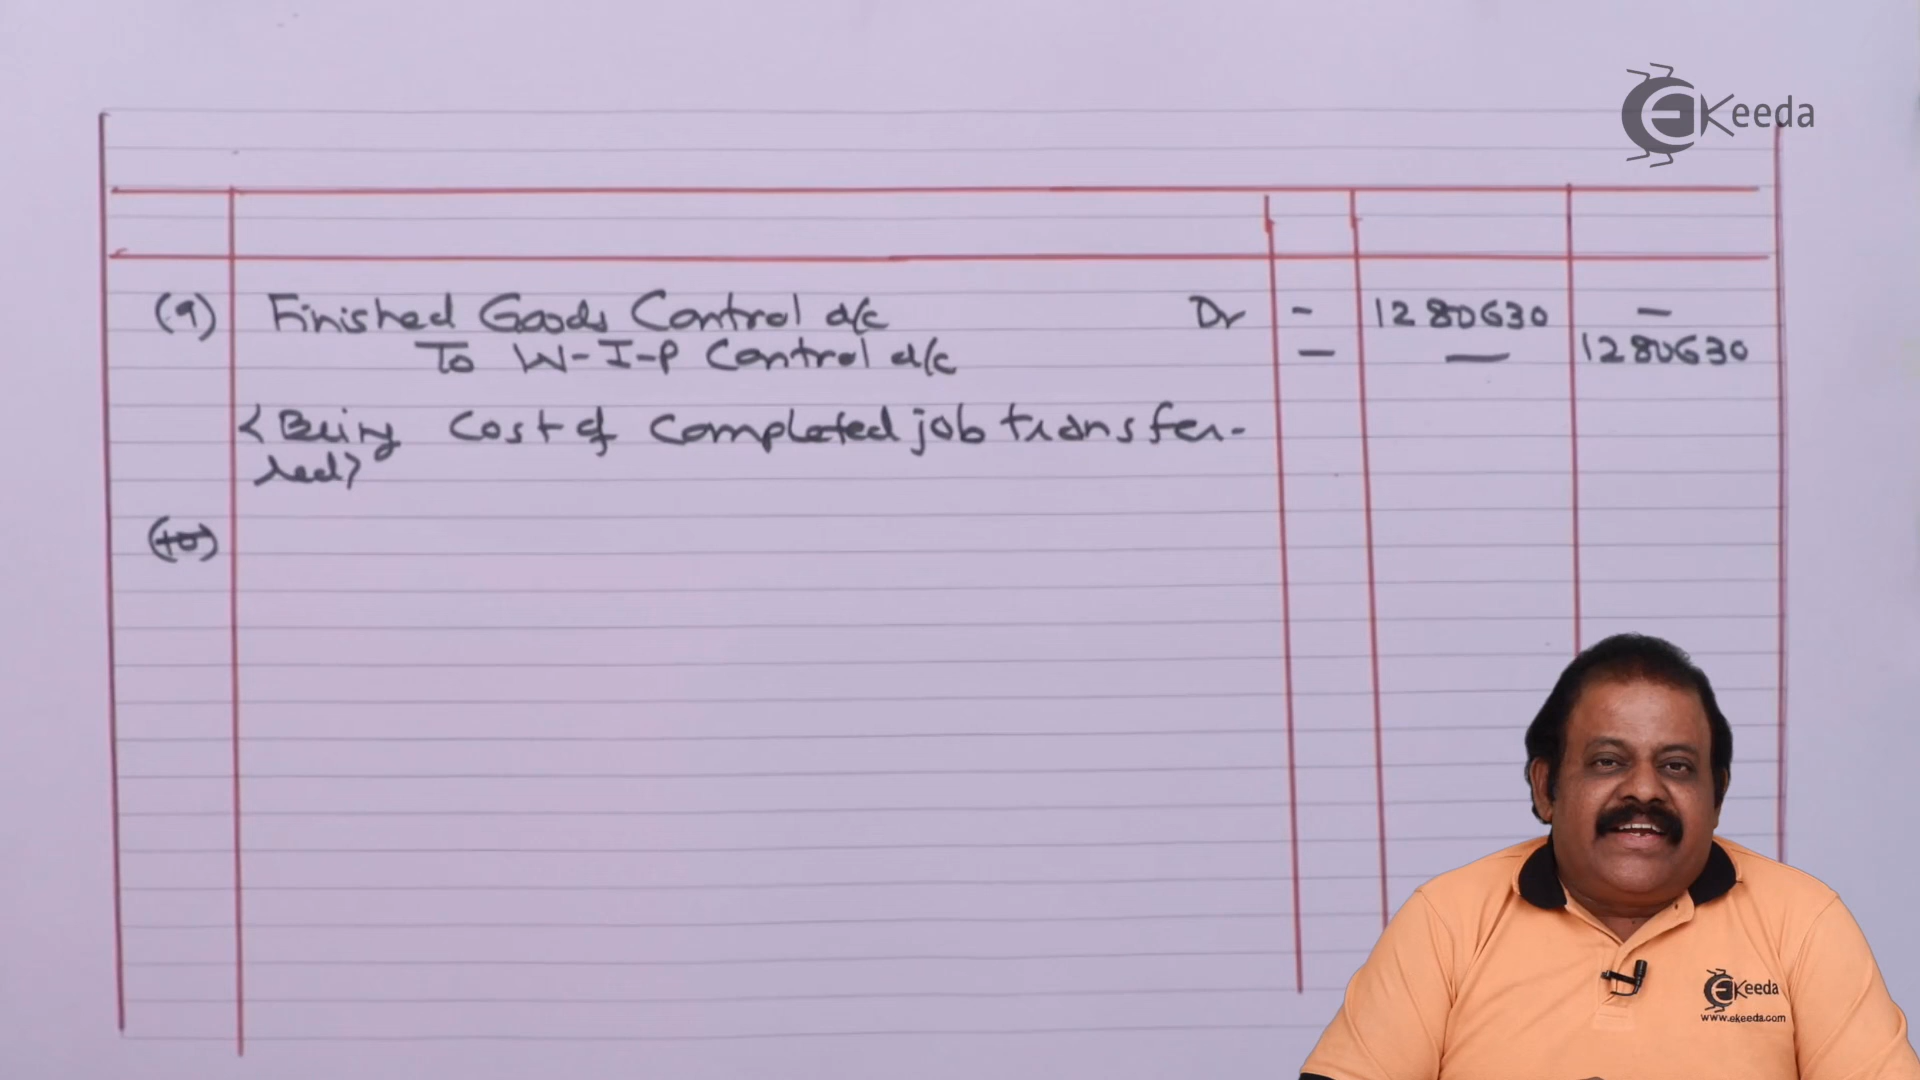 EKeeda
(9) Finished Goods Control a/c Dr - 1280630 -
To W-I-P Control a/c - - 1280630
<Being Cost of Completed job transfer-
red>
(10)
EKeeda
www.ekeeda.com